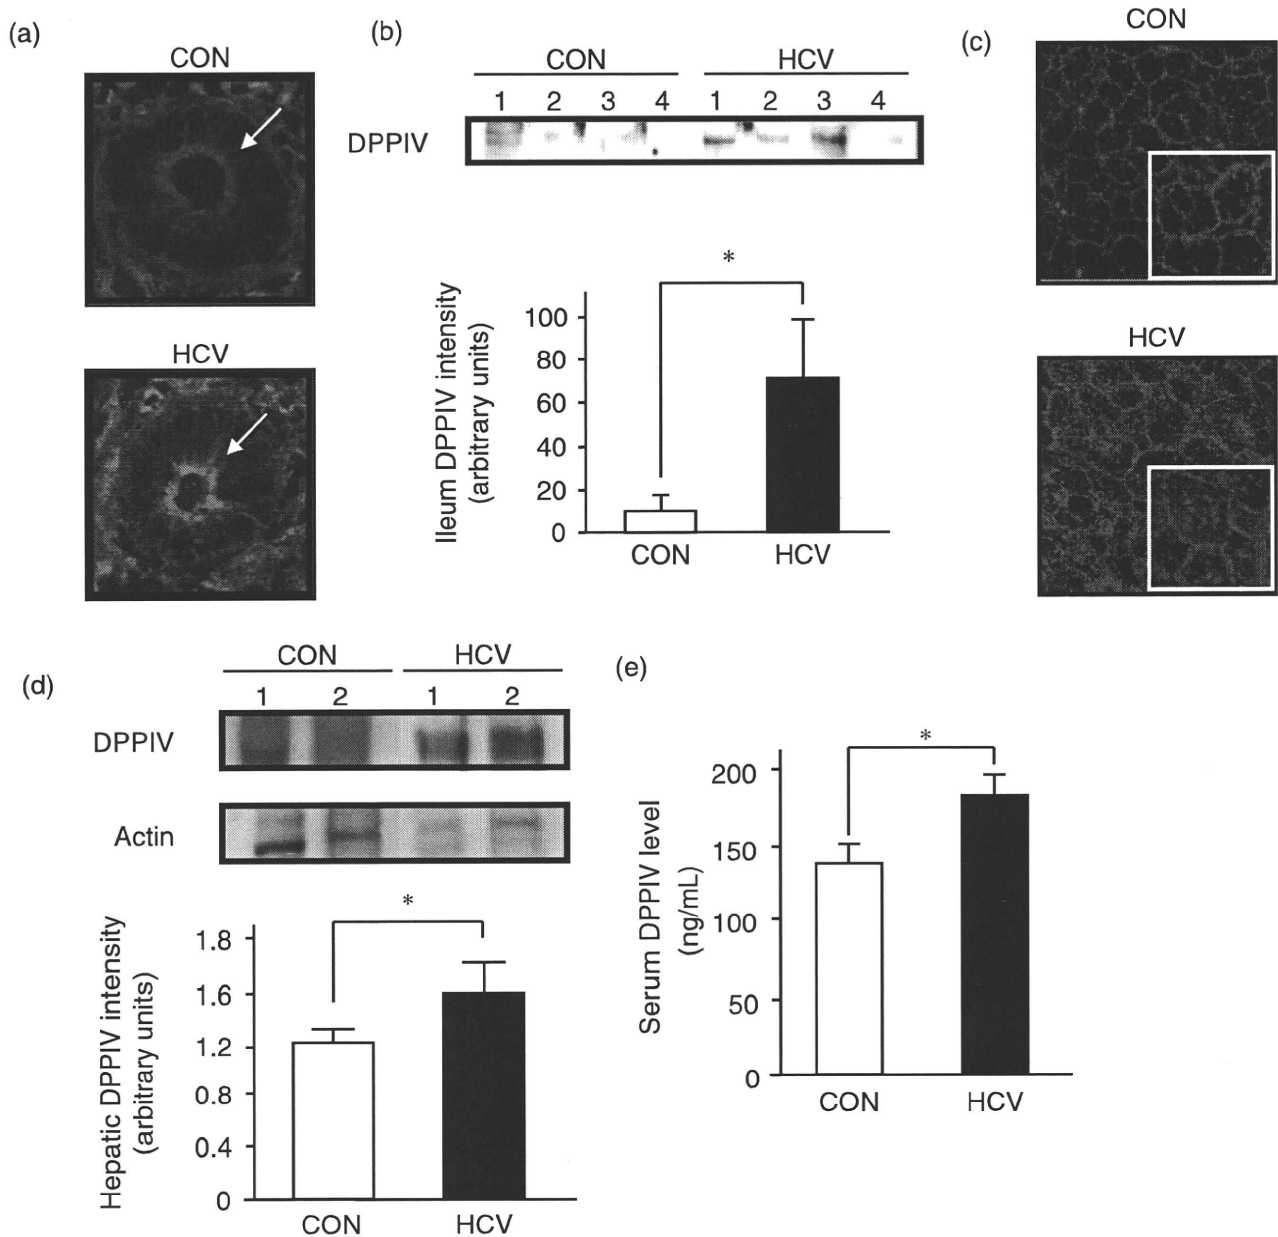 (a)
CON
HCV
(b)
CON HCV
1 2 3 4 1 2 3 4
DPPIV
*
Ileum DPPIV intensity
(arbitrary units)
100
80
60
40
20
0
CON HCV
(c)
CON
HCV
(d)
CON HCV
1 2 1 2
DPPIV
Actin
*
Hepatic DPPIV intensity
(arbitrary units)
1.8
1.6
1.2
0.8
0.4
0
CON HCV
(e)
*
Serum DPPIV level
(ng/mL)
200
150
100
50
0
CON HCV